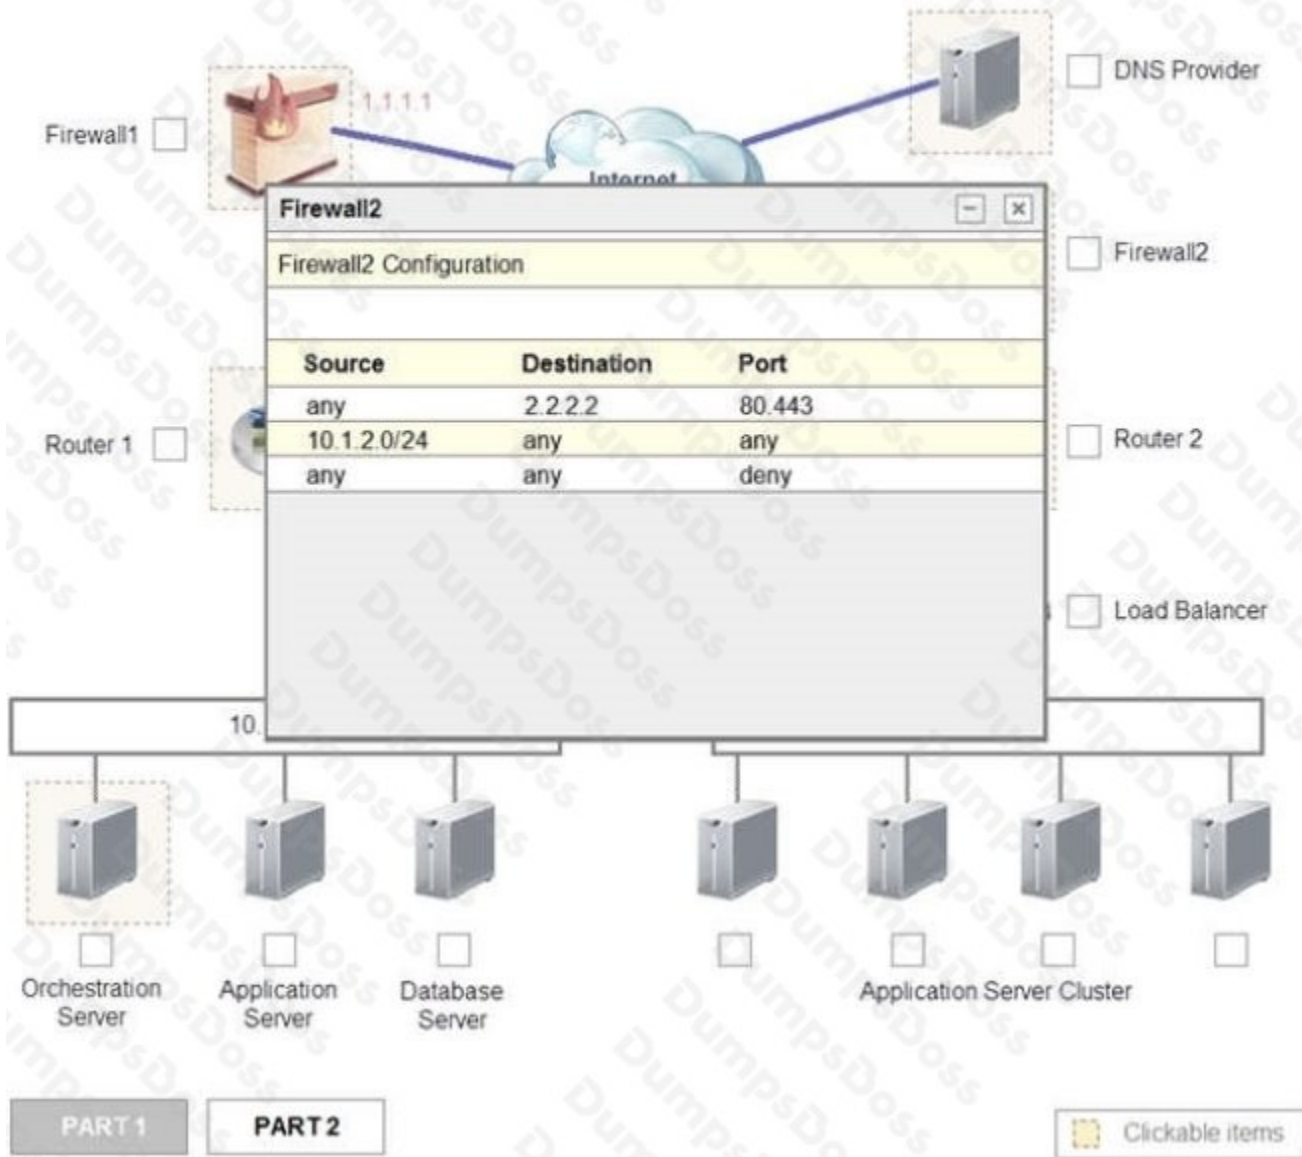 DNS Provider
1.1.1.1
Firewall1
Internet
Firewall2
Firewall2 Configuration
Firewall2
Source Destination Port
any 2.2.2.2 80.443
10.1.2.0/24 any any
any any deny
Router 1
Router 2
Load Balancer
10.
Orchestration
Server
Application
Server
Database
Server
Application Server Cluster
PART 1
PART 2
Clickable items
DumpsDoss